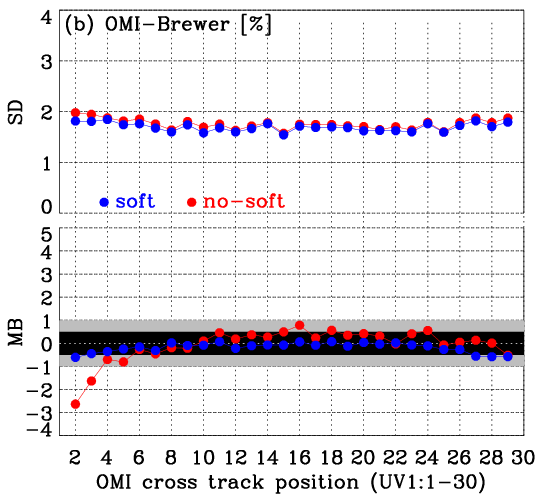 (b) OMI-Brewer [%]
4
3
2
1
0
SD
soft
no-soft
5
4
3
2
1
0
-1
-2
-3
-4
MB
2 4 6 8 10 12 14 16 18 20 22 24 26 28 30
OMI cross track position (UV1:1-30)